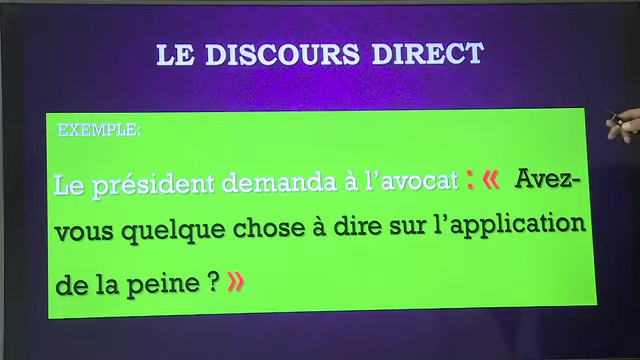 LE DISCOURS DIRECT
EXEMPLE:
Le président demanda à l'avocat : « Avez-
vous quelque chose à dire sur l'application
de la peine ? »